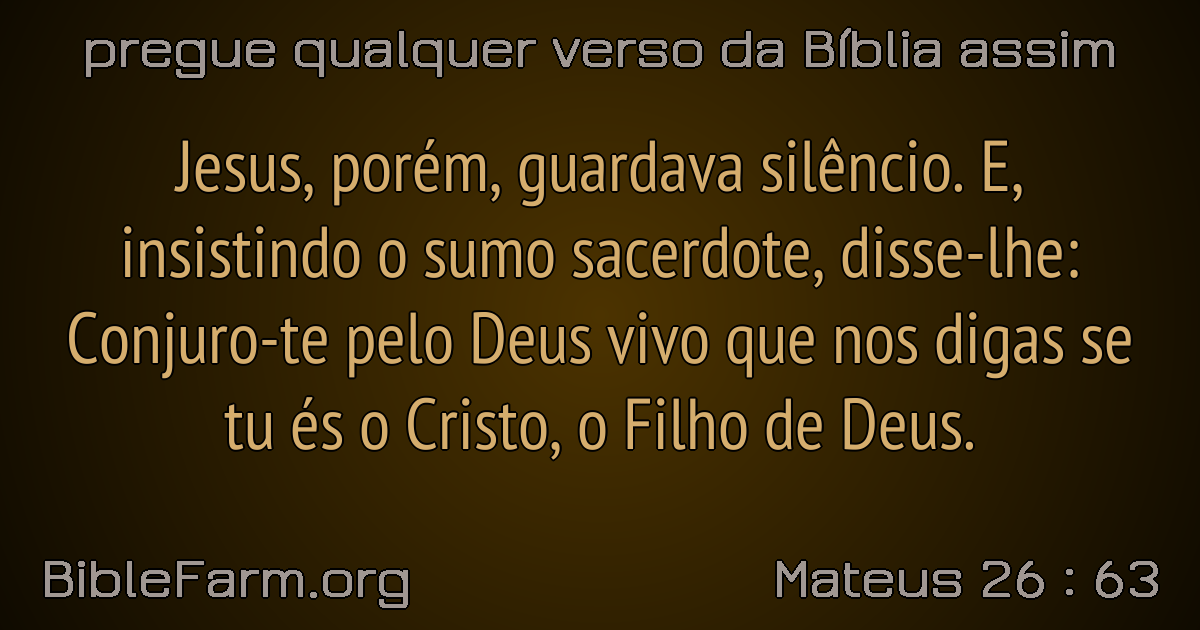 pregue qualquer verso da Bíblia assim
Jesus, porém, guardava silêncio. E,
insistindo o sumo sacerdote, disse-lhe:
Conjuro-te pelo Deus vivo que nos digas se
tu és o Cristo, o Filho de Deus.
BibleFarm.org
Mateus 26 : 63